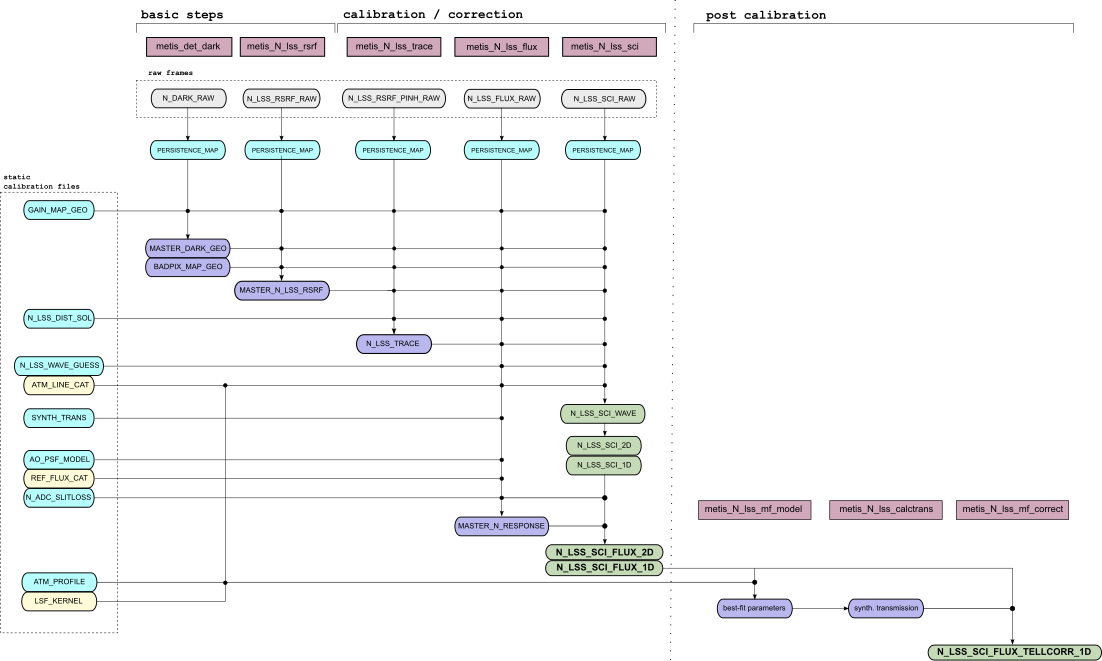 basic steps
calibration / correction
post calibration
metis_det_dark
metis_N_lss_rsrf
metis_N_lss_trace
metis_N_lss_flux
metis_N_lss_sci
raw frames
N_DARK_RAW
N_LSS_RSRF_RAW
N_LSS_RSRF_PINH_RAW
N_LSS_FLUX_RAW
N_LSS_SCI_RAW
PERSISTENCE_MAP
PERSISTENCE_MAP
PERSISTENCE_MAP
PERSISTENCE_MAP
PERSISTENCE_MAP
static
calibration files
GAIN_MAP_GEO
MASTER_DARK_GEO
BADPIX_MAP_GEO
MASTER_N_LSS_RSRF
N_LSS_DIST_SOL
N_LSS_TRACE
N_LSS_WAVE_GUESS
ATM_LINE_CAT
N_LSS_SCI_WAVE
SYNTH_TRANS
N_LSS_SCI_2D
AO_PSF_MODEL
N_LSS_SCI_1D
REF_FLUX_CAT
N_ADC_SLITLOSS
metis_N_lss_mf_model
metis_N_lss_calctrans
metis_N_lss_mf_correct
MASTER_N_RESPONSE
N_LSS_SCI_FLUX_2D
N_LSS_SCI_FLUX_1D
ATM_PROFILE
LSF_KERNEL
best-fit parameters
synth. transmission
N_LSS_SCI_FLUX_TELLCORR_1D